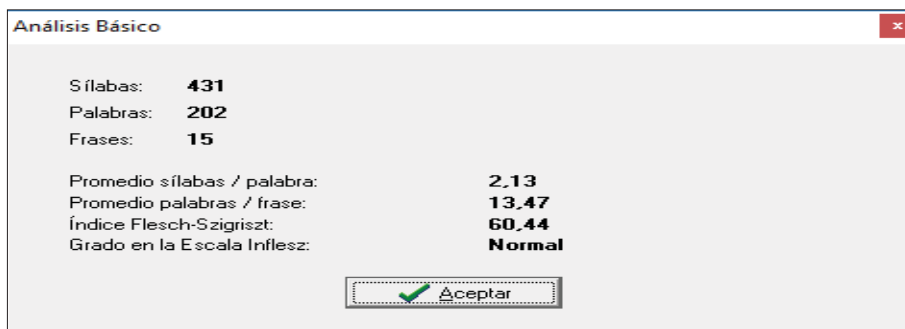 Análisis Básico
x
Sílabas: 431
Palabras: 202
Frases: 15
Promedio sílabas / palabra: 2,13
Promedio palabras / frase: 13,47
Índice Flesch-Szigriszt: 60,44
Grado en la Escala Inflesz: Normal
Aceptar